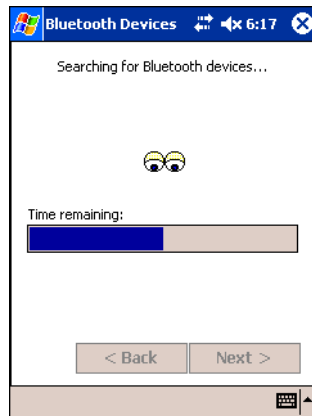 Bluetooth Devices 6:17
Searching for Bluetooth devices...
Time remaining:
< Back Next >